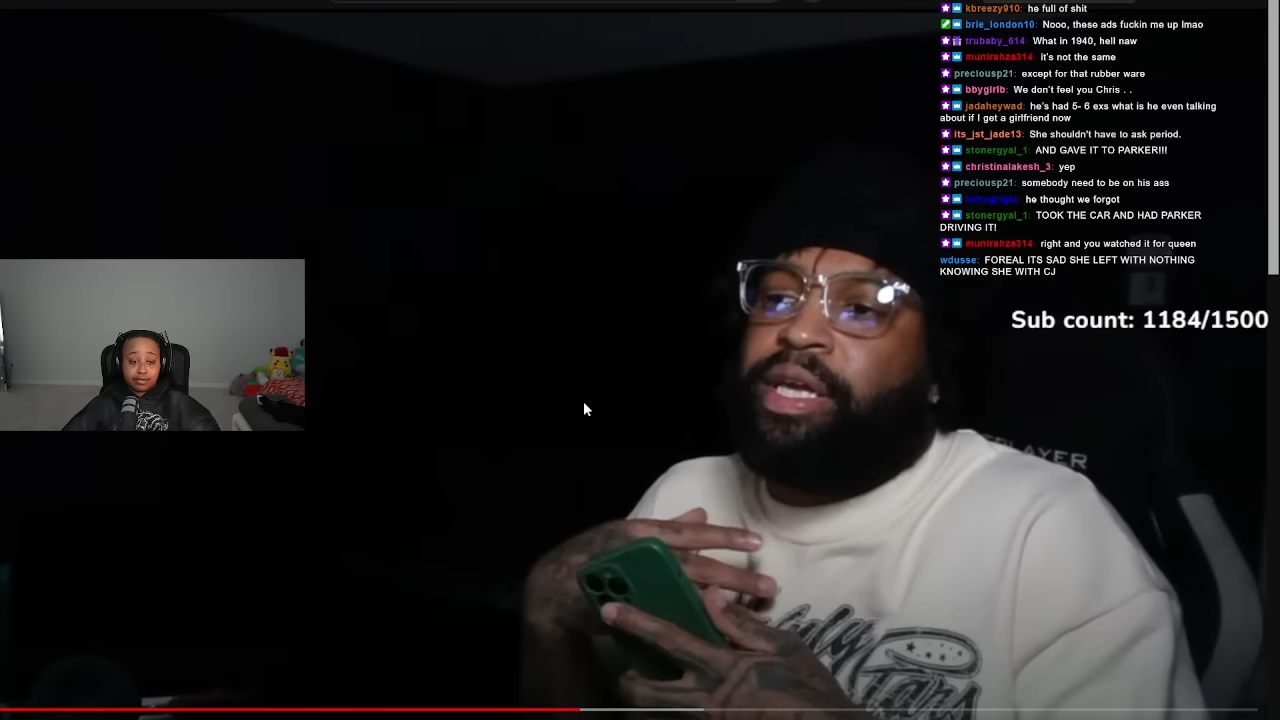 kbreezy910: he full of shit
brie_london10: Nooo, these ads fuckin me up lmao
trubaby_614: What in 1940, hell naw
munirahza314: it's not the same
preciousp21: except for that rubber ware
bbygirlb: We don't feel you Chris . .
jadaheywad: he's had 5- 6 exs what is he even talking
about if I get a girlfriend now
its_jst_jade13: She shouldn't have to ask period.
stonergyal_1: AND GAVE IT TO PARKER!!!
christinalakesh_3: yep
preciousp21: somebody need to be on his ass
he thought we forgot
stonergyal_1: TOOK THE CAR AND HAD PARKER
DRIVING IT!
munirahza314: right and you watched it for queen
wdusse: FOREAL ITS SAD SHE LEFT WITH NOTHING
KNOWING SHE WITH CJ
Sub count: 1184/1500